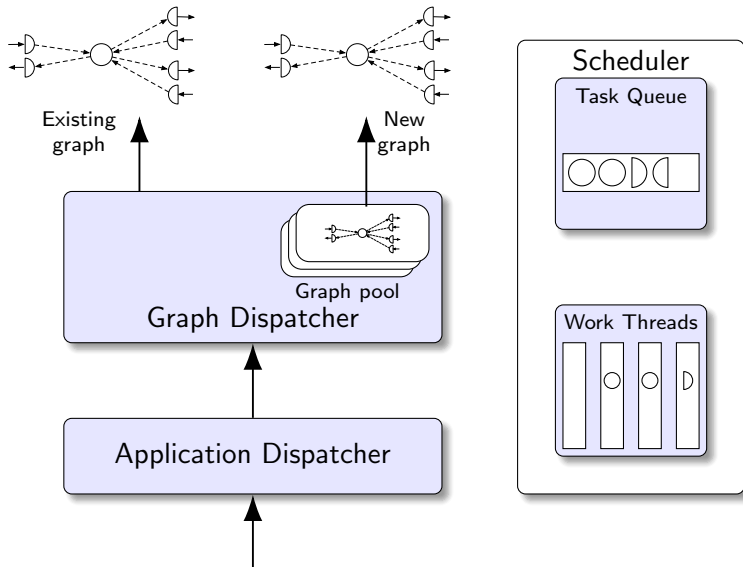 Existing
graph
New
graph
Graph pool
Graph Dispatcher
Application Dispatcher
Scheduler
Task Queue
Work Threads